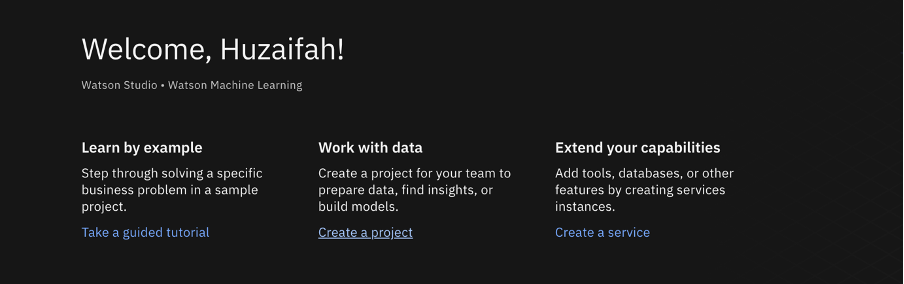 Welcome, Huzaifah!
Watson Studio • Watson Machine Learning
Learn by example
Step through solving a specific
business problem in a sample
project.
Take a guided tutorial
Work with data
Create a project for your team to
prepare data, find insights, or
build models.
Create a project
Extend your capabilities
Add tools, databases, or other
features by creating services
instances.
Create a service